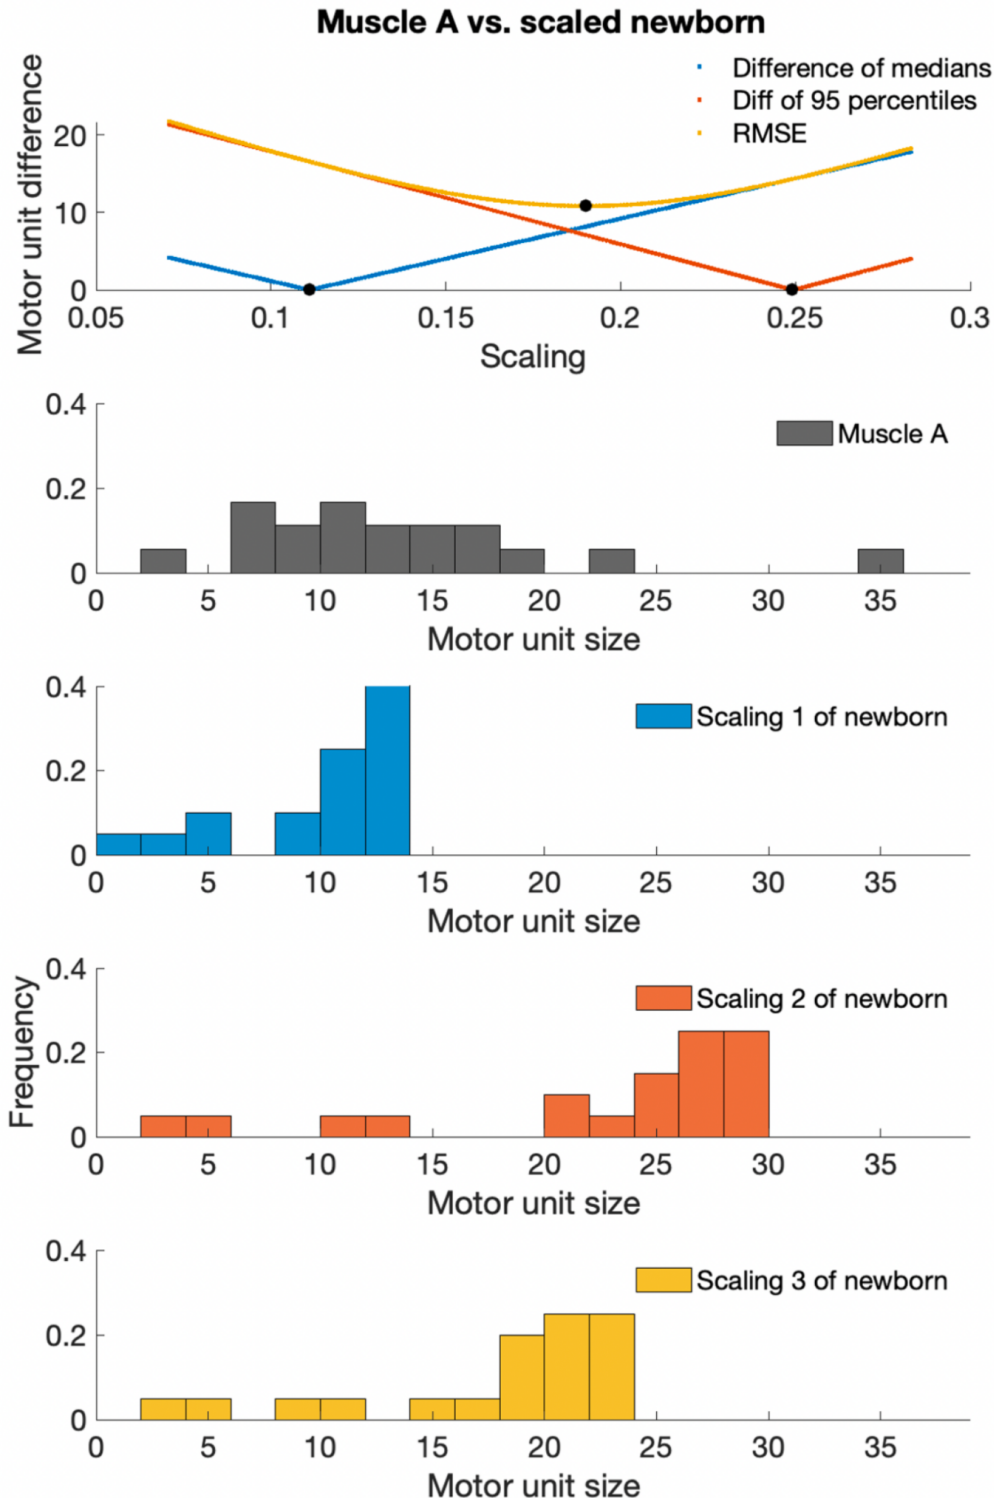 Muscle A vs. scaled newborn
Difference of medians
Diff of 95 percentiles
RMSE
Motor unit difference
20
10
0
0.05 0.1 0.15 0.2 0.25 0.3
Scaling
0.4
Muscle A
0.2
0
0 5 10 15 20 25 30 35
Motor unit size
0.4
Scaling 1 of newborn
0.2
0
0 5 10 15 20 25 30 35
Motor unit size
Frequency
0.4
Scaling 2 of newborn
0.2
0
0 5 10 15 20 25 30 35
Motor unit size
0.4
Scaling 3 of newborn
0.2
0
0 5 10 15 20 25 30 35
Motor unit size